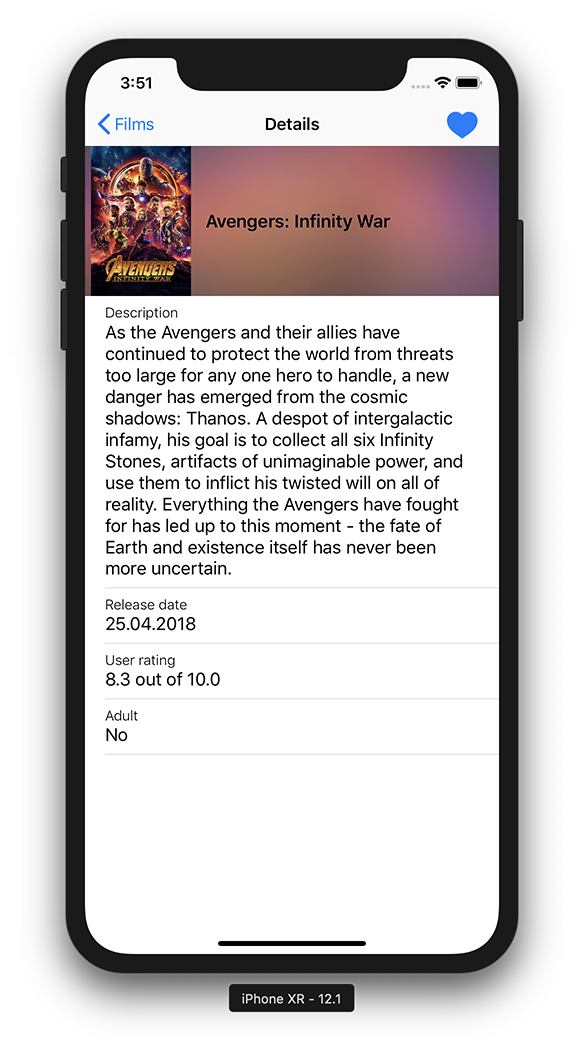 3:51
Films
Details
Avengers: Infinity War
AVENGERS
INFINITY WAR
Description
As the Avengers and their allies have
continued to protect the world from threats
too large for any one hero to handle, a new
danger has emerged from the cosmic
shadows: Thanos. A despot of intergalactic
infamy, his goal is to collect all six Infinity
Stones, artifacts of unimaginable power, and
use them to inflict his twisted will on all of
reality. Everything the Avengers have fought
for has led up to this moment - the fate of
Earth and existence itself has never been
more uncertain.
Release date
25.04.2018
User rating
8.3 out of 10.0
Adult
No
iPhone XR - 12.1